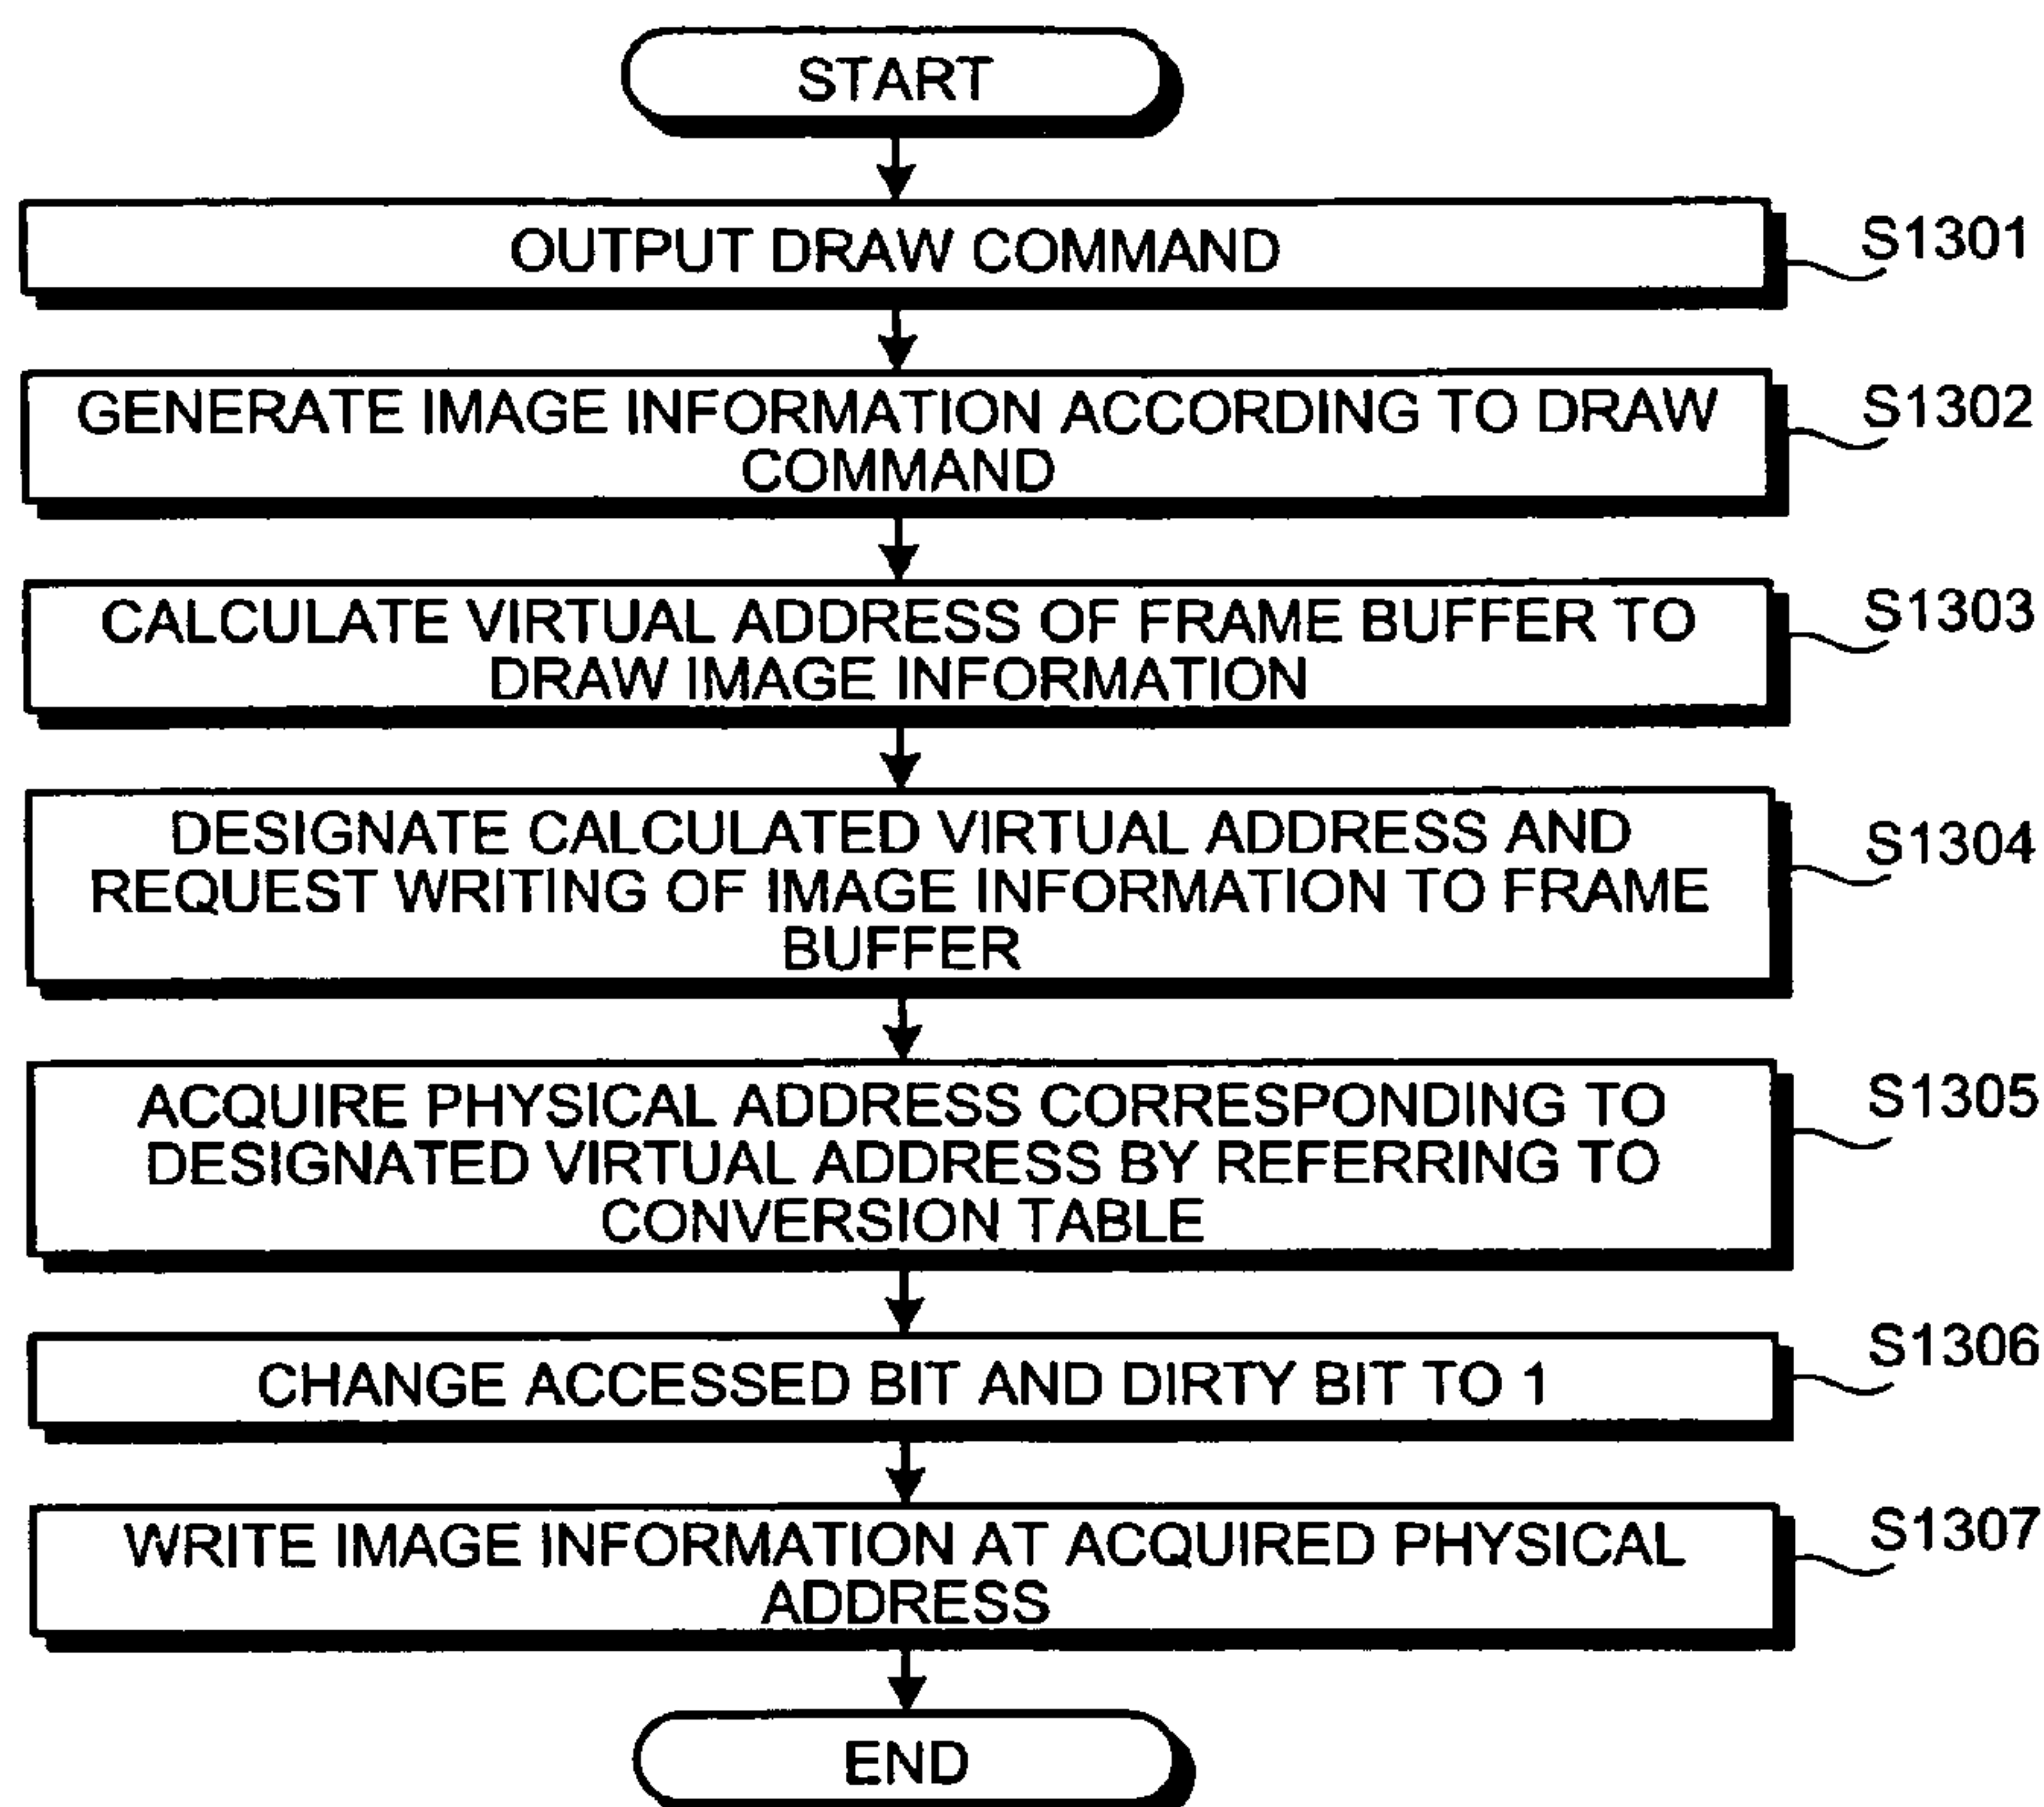 START
OUTPUT DRAW COMMAND
S1301
GENERATE IMAGE INFORMATION ACCORDING TO DRAW
COMMAND
S1302
CALCULATE VIRTUAL ADDRESS OF FRAME BUFFER TO
DRAW IMAGE INFORMATION
S1303
DESIGNATE CALCULATED VIRTUAL ADDRESS AND
REQUEST WRITING OF IMAGE INFORMATION TO FRAME
BUFFER
S1304
ACQUIRE PHYSICAL ADDRESS CORRESPONDING TO
DESIGNATED VIRTUAL ADDRESS BY REFERRING TO
CONVERSION TABLE
S1305
CHANGE ACCESSED BIT AND DIRTY BIT TO 1
S1306
WRITE IMAGE INFORMATION AT ACQUIRED PHYSICAL
ADDRESS
S1307
END